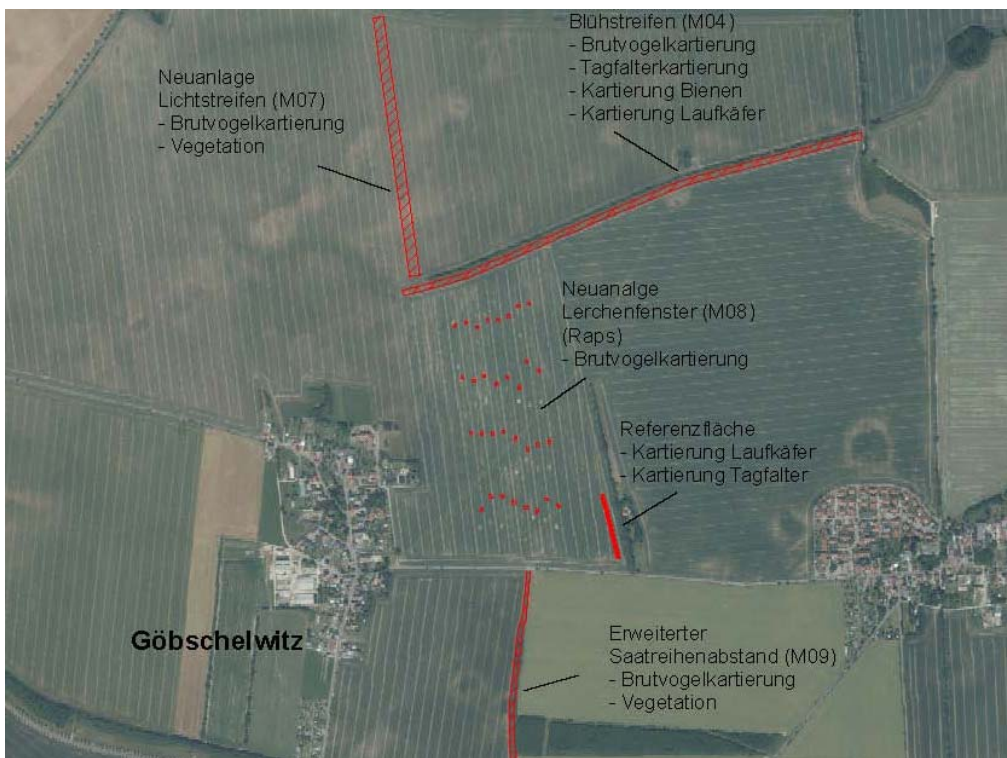 Blühstreifen (M04)
- Brutvogelkartierung
- Tagfalterkartierung
- Kartierung Bienen
- Kartierung Laufkäfer
Neuanlage
Lichtstreifen (M07)
- Brutvogelkartierung
- Vegetation
Neuanalge
Lerchenfenster (M08)
(Raps)
- Brutvogelkartierung
Referenzfläche
- Kartierung Laufkäfer
- Kartierung Tagfalter
Göbschelwitz
Erweiterter
Saatreihenabstand (M09)
- Brutvogelkartierung
- Vegetation